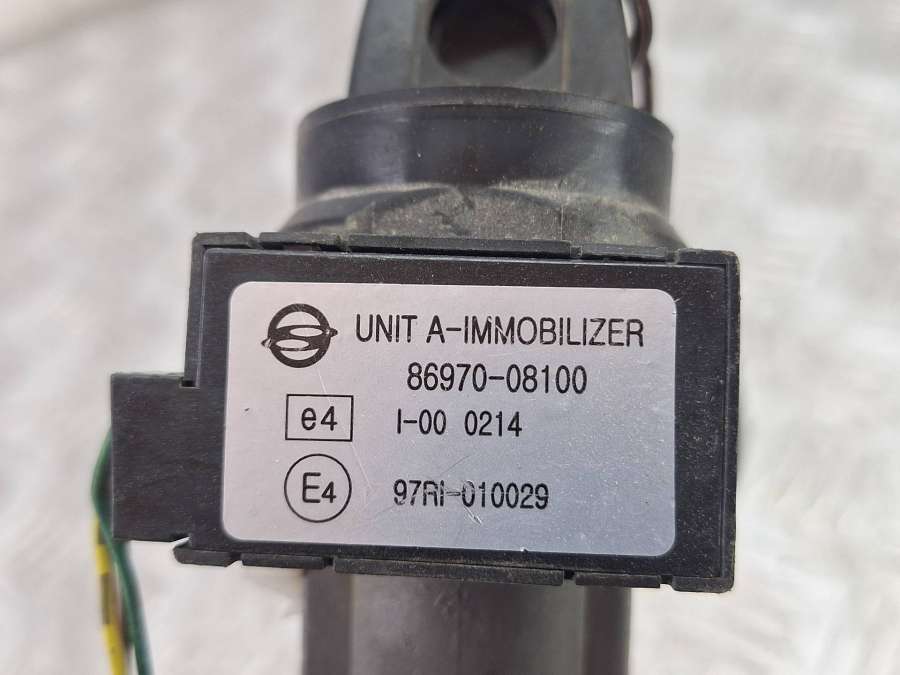 UNIT A-IMMOBILIZER
86970-08100
e4 I-00 0214
E4 97RI-010029